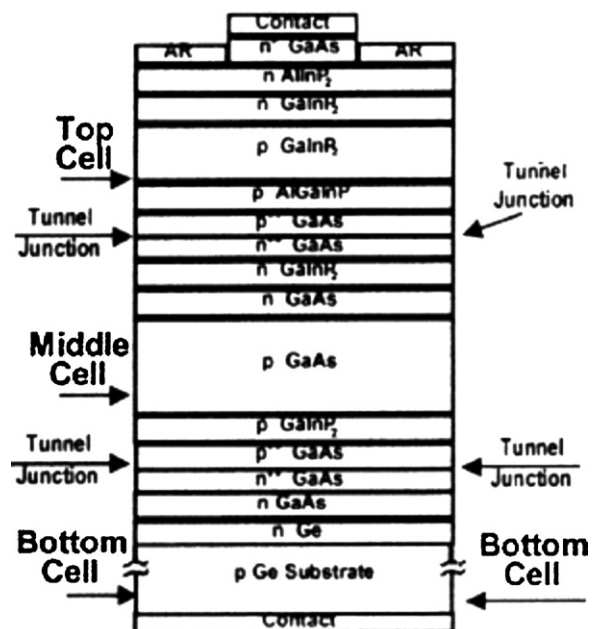 Contact
n⁺ GaAs
AR
AR
n AlInP₂
n GaInP₂
Top
Cell
p GaInP₂
p AlGaInP
Tunnel
Junction
Tunnel
Junction
p⁺⁺ GaAs
n⁺⁺ GaAs
n GaInP₂
n GaAs
Middle
Cell
p GaAs
p GaInP₂
Tunnel
Junction
p⁺⁺ GaAs
Tunnel
Junction
n⁺⁺ GaAs
n GaAs
n Ge
Bottom
Cell
p Ge Substrate
Bottom
Cell
Contact